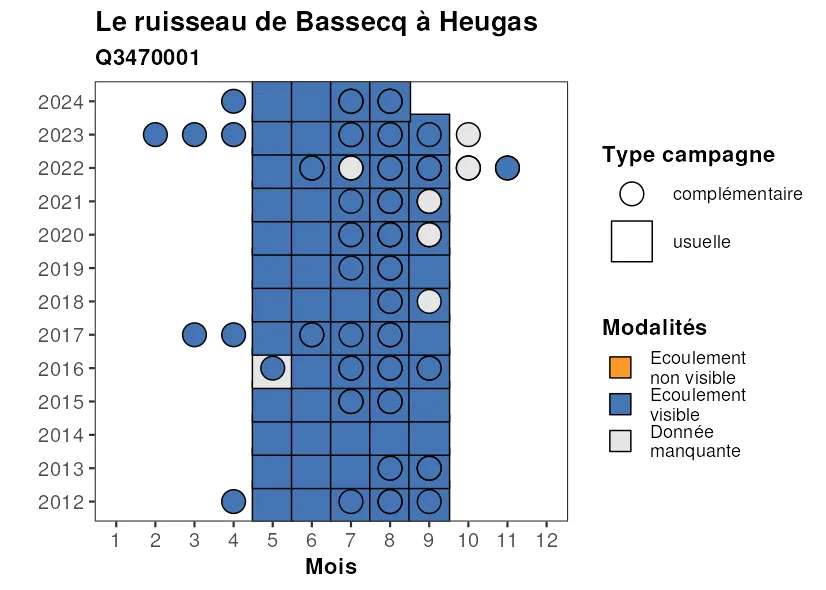 Le ruisseau de Bassecq à Heugas
Q3470001
2024
2023
2022
2021
2020
2019
2018
2017
2016
2015
2014
2013
2012
1 2 3 4 5 6 7 8 9 10 11 12
Mois
Type campagne
complémentaire
usuelle
Modalités
Ecoulement
non visible
Ecoulement
visible
Donnée
manquante